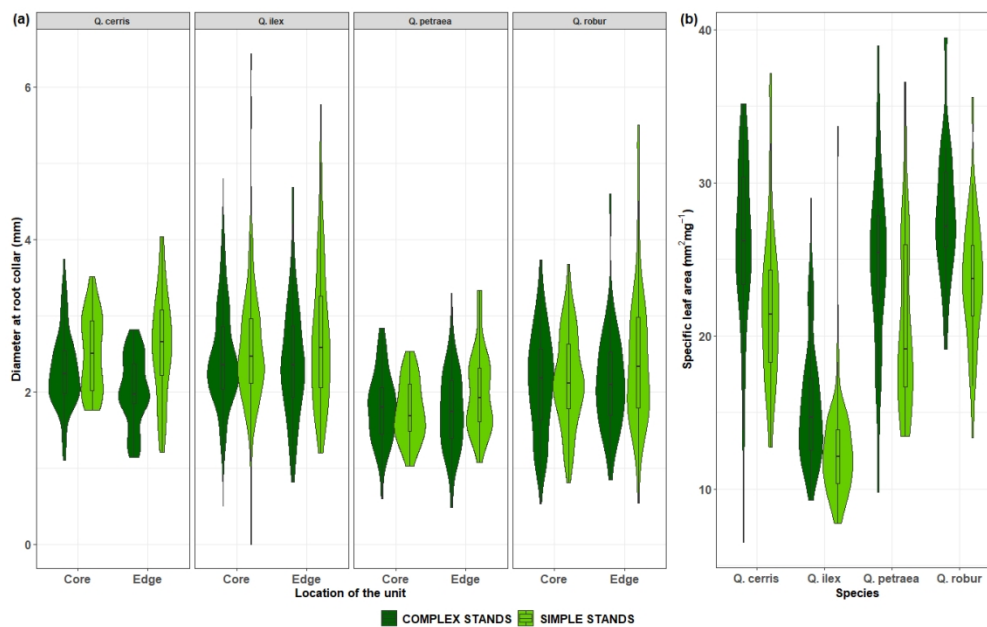 (a)
Q. cerris
Q. ilex
Q. petraea
Q. robur
Diameter at root collar (mm)
6
4
2
0
Core
Edge
Core
Edge
Core
Edge
Core
Edge
Location of the unit
(b)
Specific leaf area (mm² mg⁻¹)
40
30
20
10
Q. cerris
Q. ilex
Q. petraea
Q. robur
Species
COMPLEX STANDS
SIMPLE STANDS